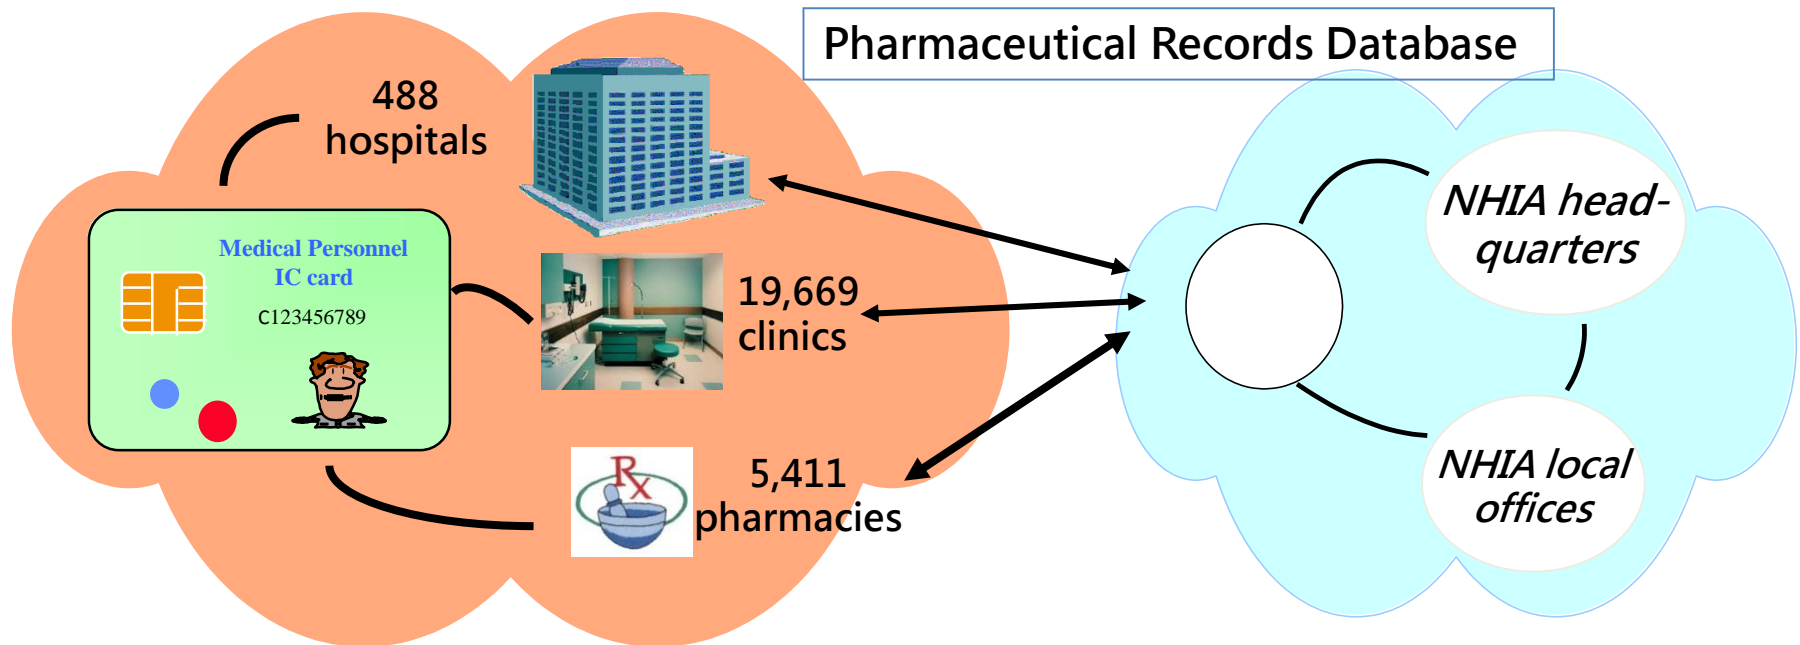 Pharmaceutical Records Database
488
hospitals
Medical Personnel
IC card
C123456789
19,669
clinics
Rx
5,411
pharmacies
NHIA head-
quarters
NHIA local
offices